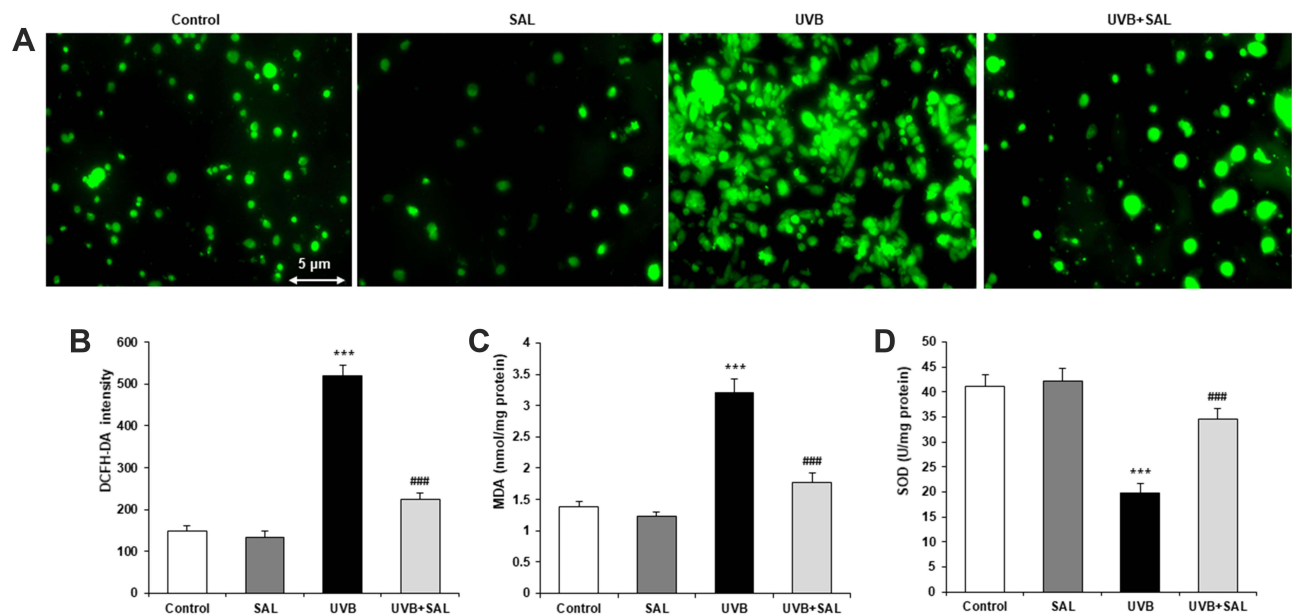 Control SAL UVB UVB+SAL
A
5 µm
B
600
500
400
300
200
100
0
DCFH-DA intensity
***
###
Control SAL UVB UVB+SAL
C
4
3.5
3
2.5
2
1.5
1
0.5
0
MDA (nmol/mg protein)
***
###
Control SAL UVB UVB+SAL
D
50
45
40
35
30
25
20
15
10
5
0
SOD (U/mg protein)
***
###
Control SAL UVB UVB+SAL